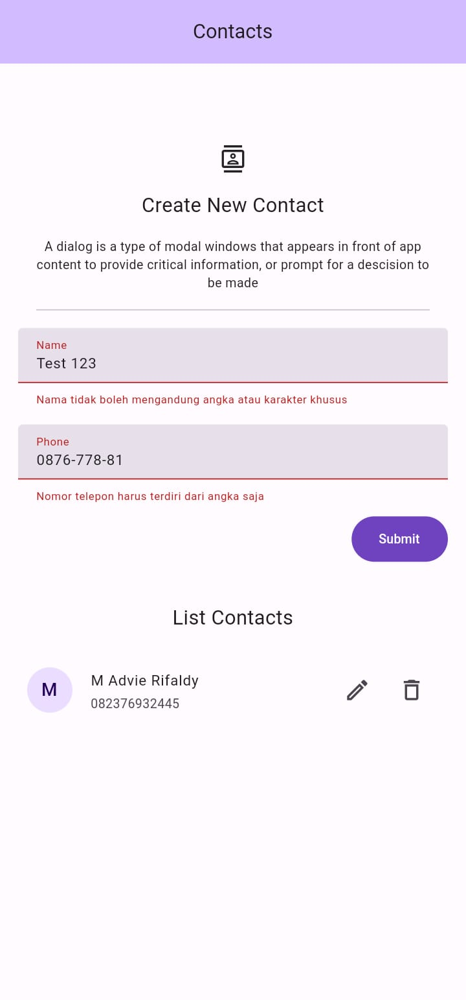 Contacts
Create New Contact
A dialog is a type of modal windows that appears in front of app
content to provide critical information, or prompt for a descision to
be made
Name
Test 123
Nama tidak boleh mengandung angka atau karakter khusus
Phone
0876-778-81
Nomor telepon harus terdiri dari angka saja
Submit
List Contacts
M
M Advie Rifaldy
082376932445